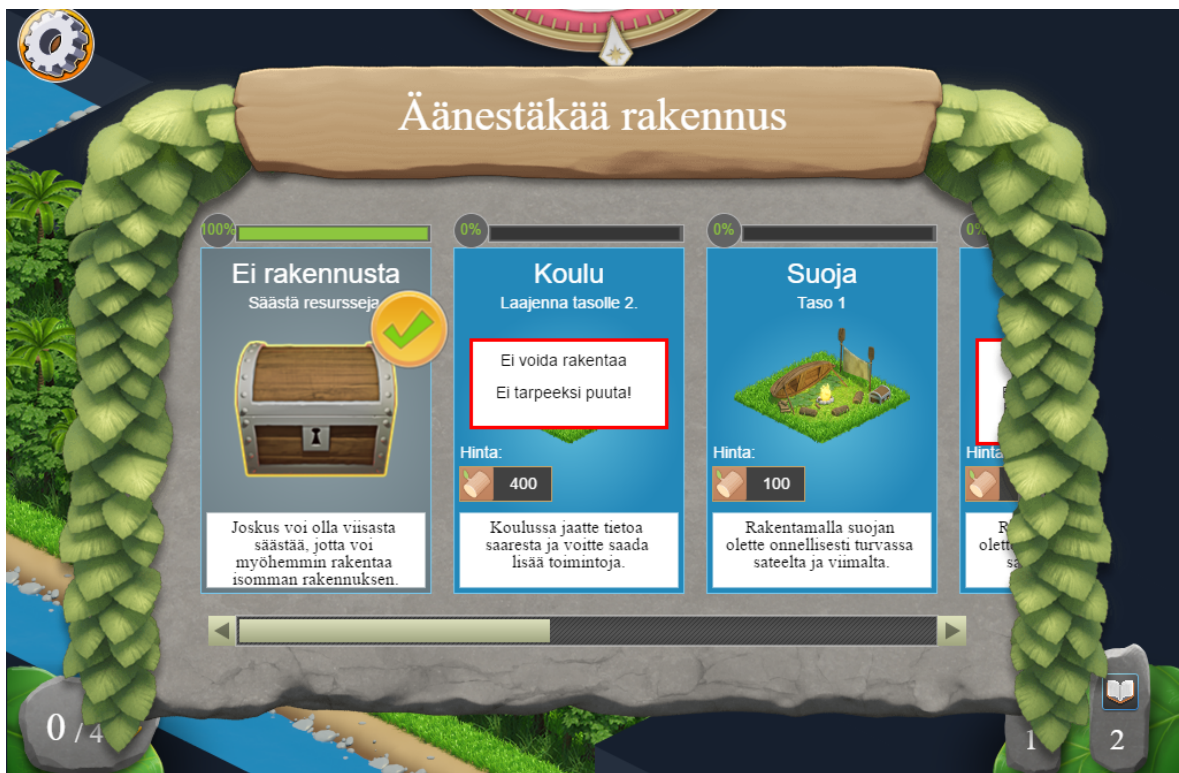 Äänestäkää rakennus
100%
Ei rakennusta
Säästä resursseja
Joskus voi olla viisasta
säästää, jotta voi
myöhemmin rakentaa
isomman rakennuksen.
0%
Koulu
Laajenna tasolle 2.
Ei voida rakentaa
Ei tarpeeksi puuta!
Hinta:
400
Koulussa jaatte tietoa
saaresta ja voitte saada
lisää toimintoja.
0%
Suoja
Taso 1
Hinta:
100
Rakentamalla suojan
olette onnellisesti turvassa
sateelta ja viimalta.
Hinta
0 / 4
1
2